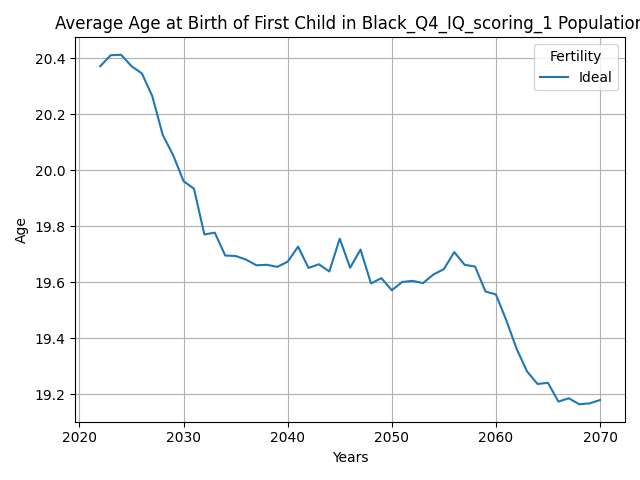 Average Age at Birth of First Child in Black_Q4_IQ_scoring_1 Population
Fertility
Ideal
20.4
20.2
20.0
19.8
19.6
19.4
19.2
Age
2020 2030 2040 2050 2060 2070
Years